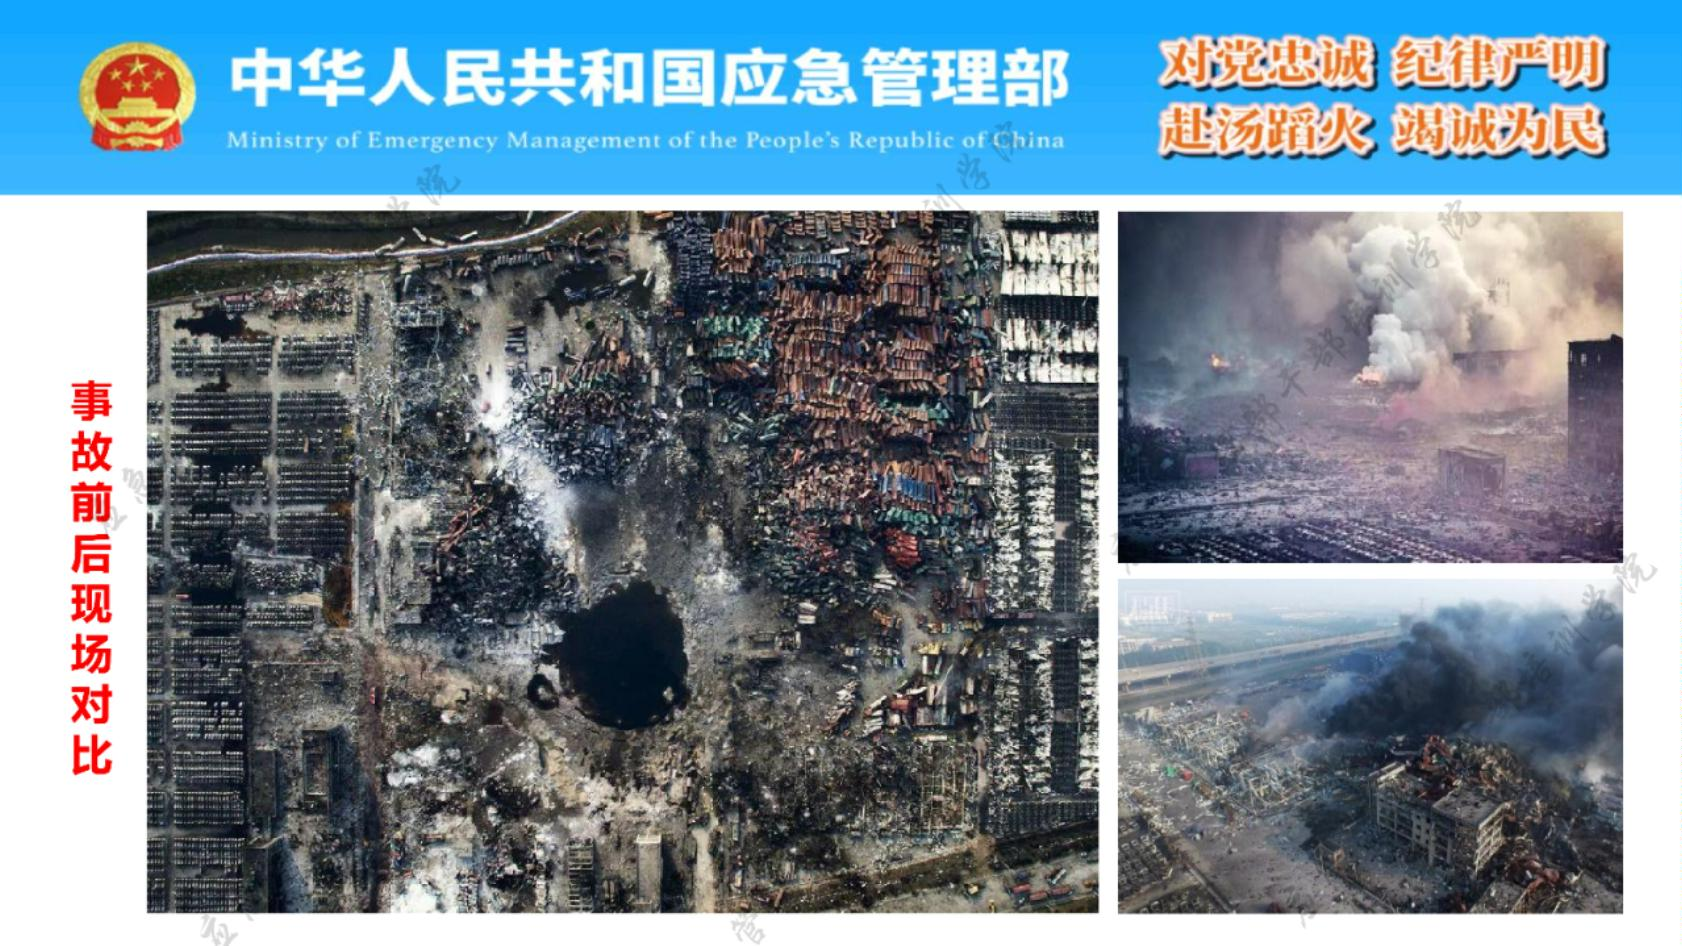 中华人民共和国应急管理部
Ministry of Emergency Management of the People's Republic of China
对党忠诚 纪律严明
赴汤蹈火 竭诚为民
事故前后现场对比